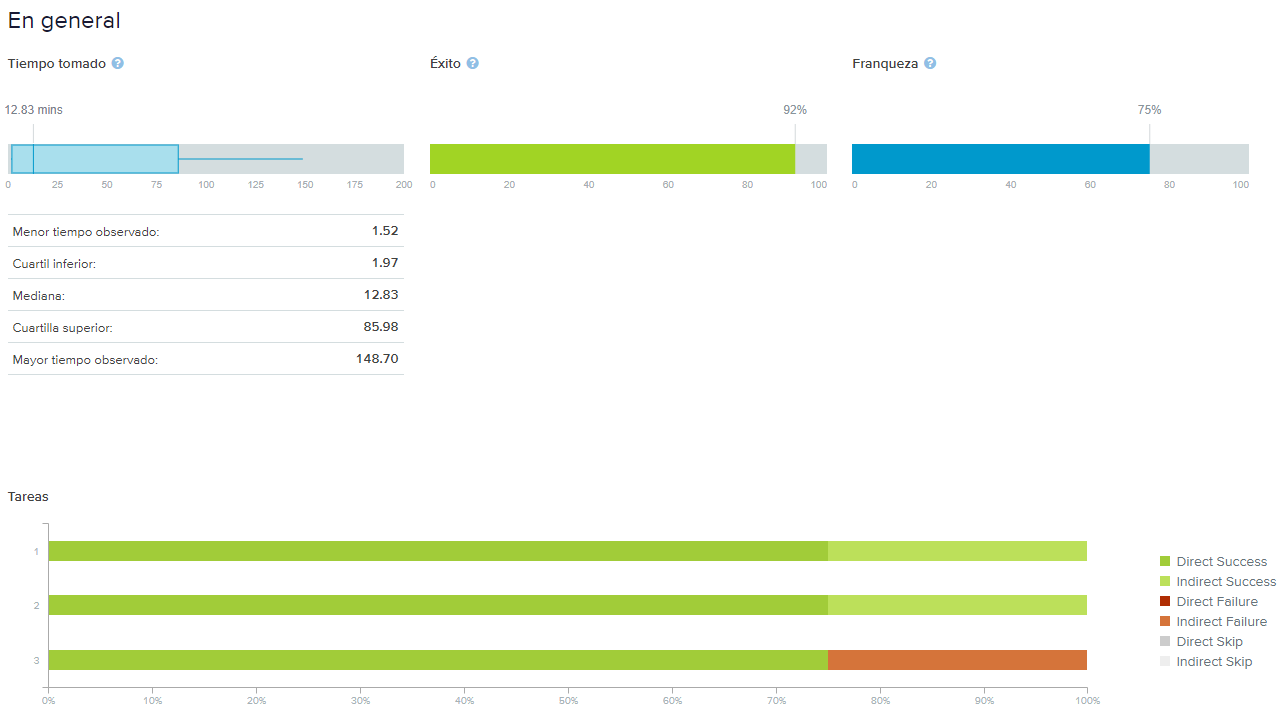 En general
Tiempo tomado ?
Éxito ?
Franqueza ?
12.83 mins
92%
75%
0 25 50 75 100 125 150 175 200
0 20 40 60 80 100
0 20 40 60 80 100
Menor tiempo observado: 1.52
Cuartil inferior: 1.97
Mediana: 12.83
Cuartilla superior: 85.98
Mayor tiempo observado: 148.70
Tareas
1
2
3
0% 10% 20% 30% 40% 50% 60% 70% 80% 90% 100%
Direct Success
Indirect Success
Direct Failure
Indirect Failure
Direct Skip
Indirect Skip